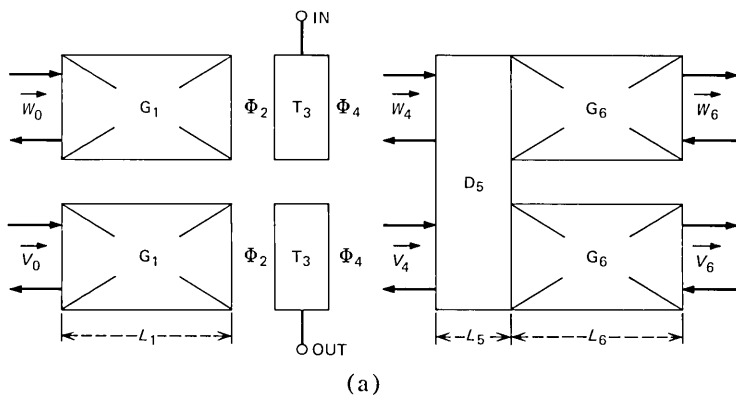 IN
W₀ G₁ Φ₂ T₃ Φ₄ W₄ G₆ W₆
D₅
V₀ G₁ Φ₂ T₃ Φ₄ V₄ G₆ V₆
L₁ OUT L₅ L₆
(a)